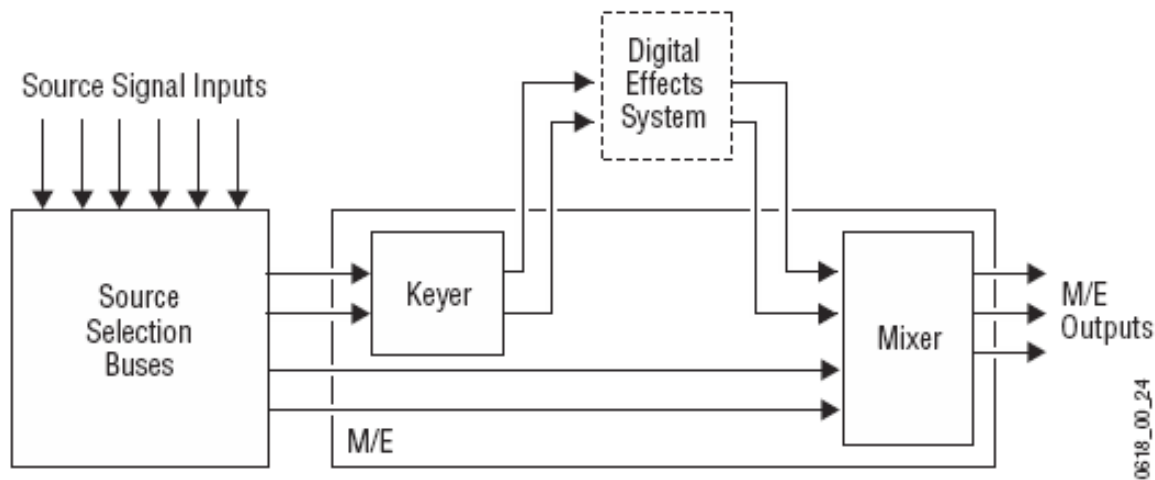 Digital
Effects
System
Source Signal Inputs
Source
Selection
Buses
Keyer
Mixer
M/E
Outputs
M/E
0618_00_24